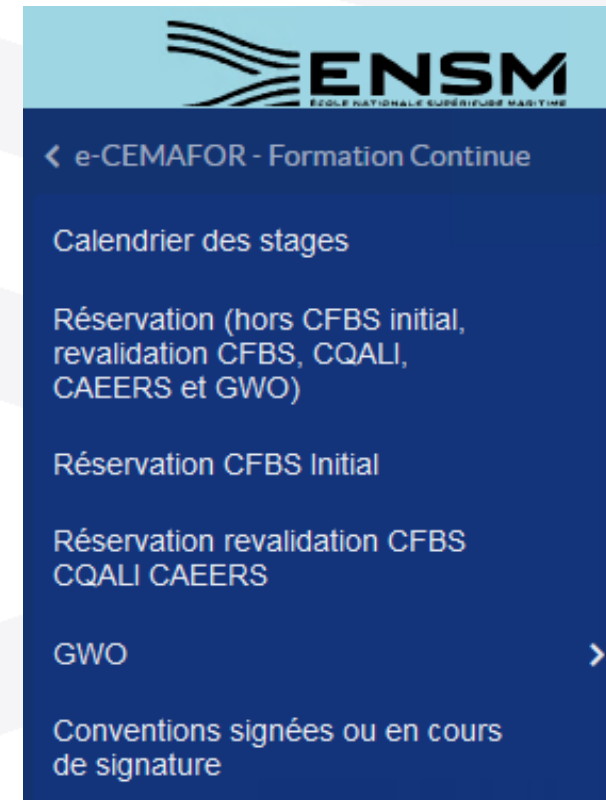 ENSM
ÉCOLE NATIONALE SUPÉRIEURE MARITIME
e-CEMAFOR - Formation Continue
Calendrier des stages
Réservation (hors CFBS initial,
revalidation CFBS, CQALI,
CAEERS et GWO)
Réservation CFBS Initial
Réservation revalidation CFBS
CQALI CAEERS
GWO
Conventions signées ou en cours
de signature